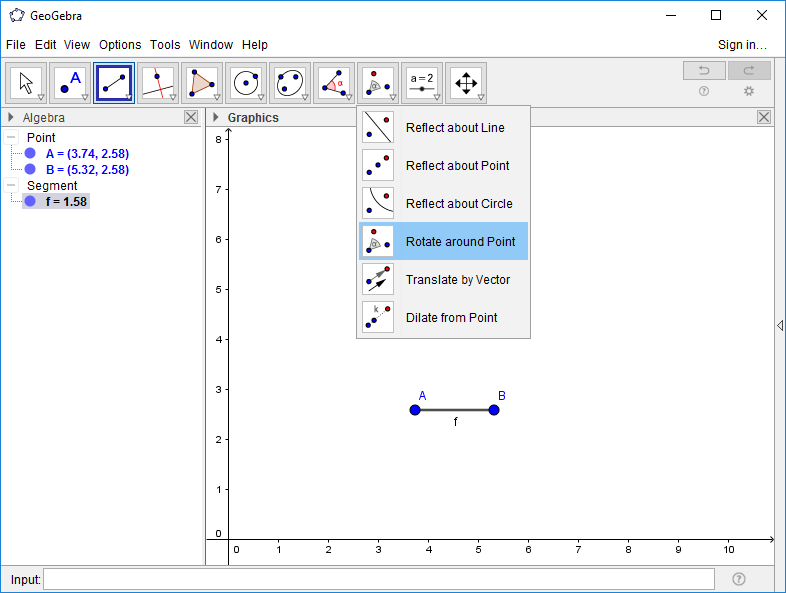 GeoGebra
File Edit View Options Tools Window Help
Sign in...
A
α
α
a = 2
Algebra
Graphics
Point
A = (3.74, 2.58)
B = (5.32, 2.58)
Segment
f = 1.58
Reflect about Line
Reflect about Point
Reflect about Circle
α
Rotate around Point
Translate by Vector
k
Dilate from Point
8
7
6
5
4
3
2
1
0
A
B
f
0 1 2 3 4 5 6 7 8 9 10
Input: